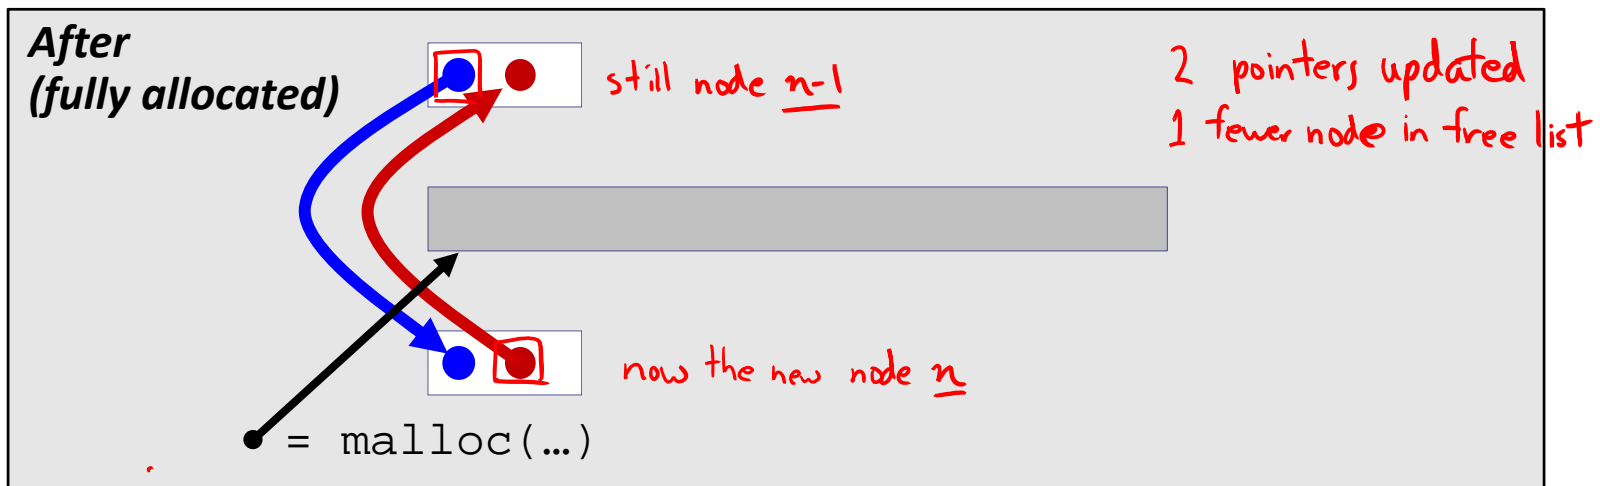 After
(fully allocated)
still node n-1
2 pointers updated
1 fewer node in free list
now the new node n
= malloc(…)